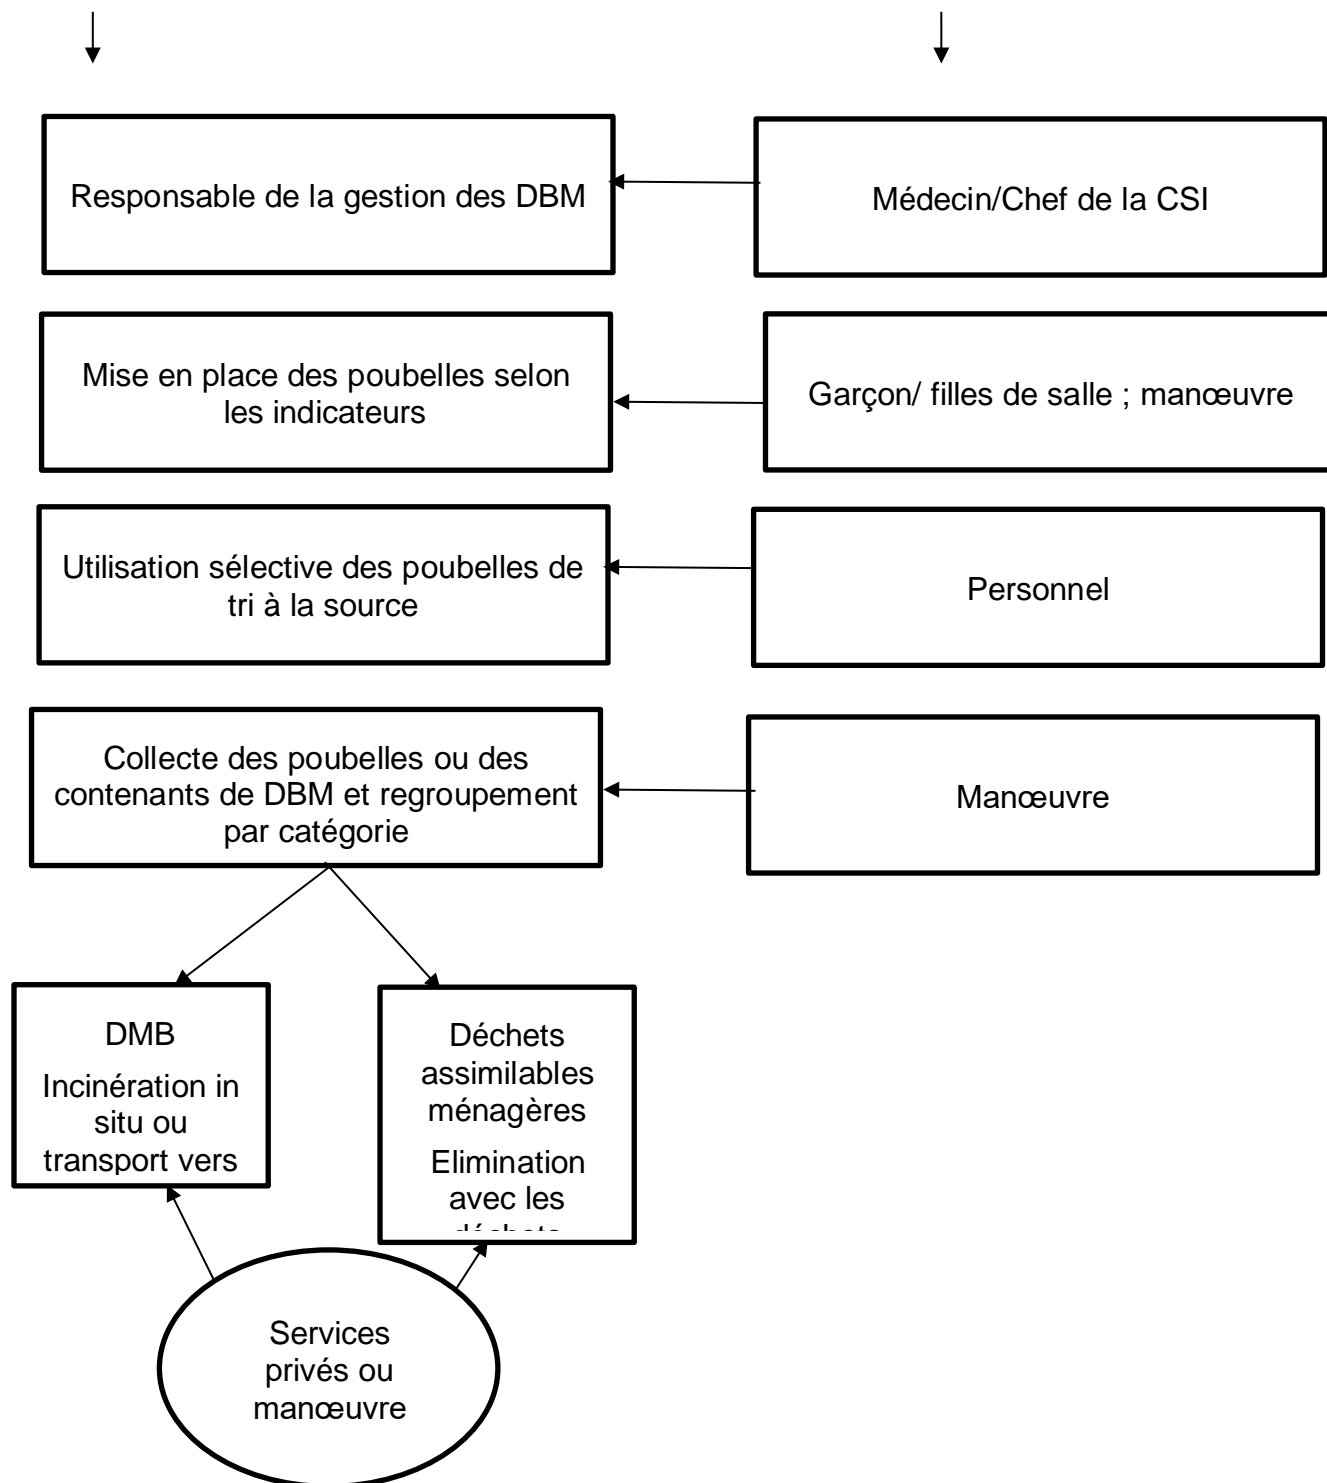 Responsable de la gestion des DBM
Médecin/Chef de la CSI
Mise en place des poubelles selon
les indicateurs
Garçon/ filles de salle ; manœuvre
Utilisation sélective des poubelles de
tri à la source
Personnel
Collecte des poubelles ou des
contenants de DBM et regroupement
par catégorie
Manœuvre
DMB
Incinération in
situ ou
transport vers
Déchets
assimilables
ménagères
Elimination
avec les
Services
privés ou
manœuvre